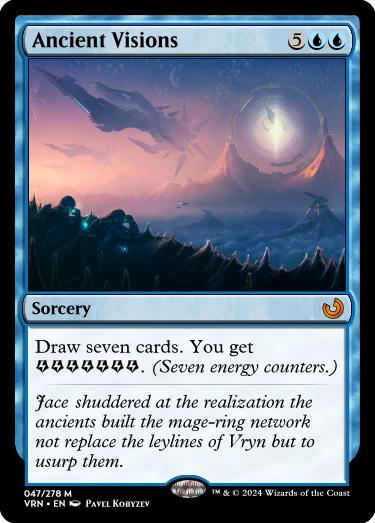 Ancient Visions 5
Sorcery
Draw seven cards. You get
. (Seven energy counters.)
Jace shuddered at the realization the
ancients built the mage-ring network
not replace the leylines of Vryn but to
usurp them.
047/278 M
VRN • EN PAVEL KOBYZEV
™ & © 2024 Wizards of the Coast